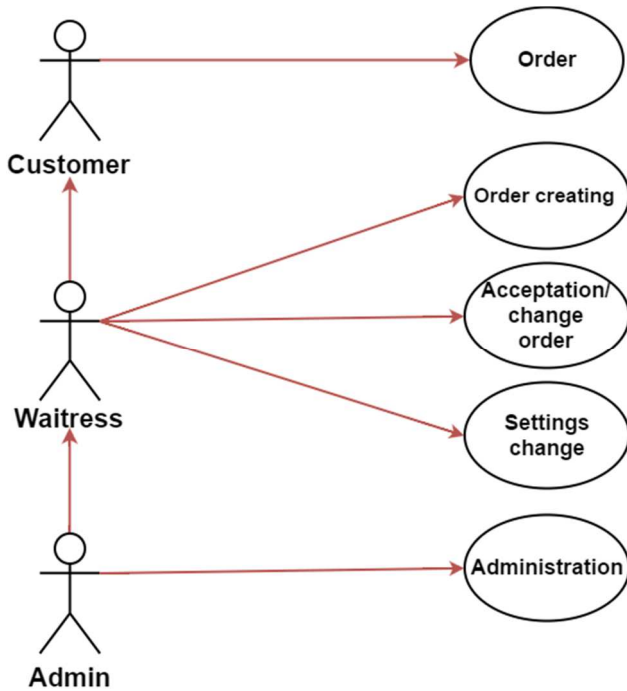 Order
Customer
Order creating
Acceptation/
change
order
Waitress
Settings
change
Administration
Admin